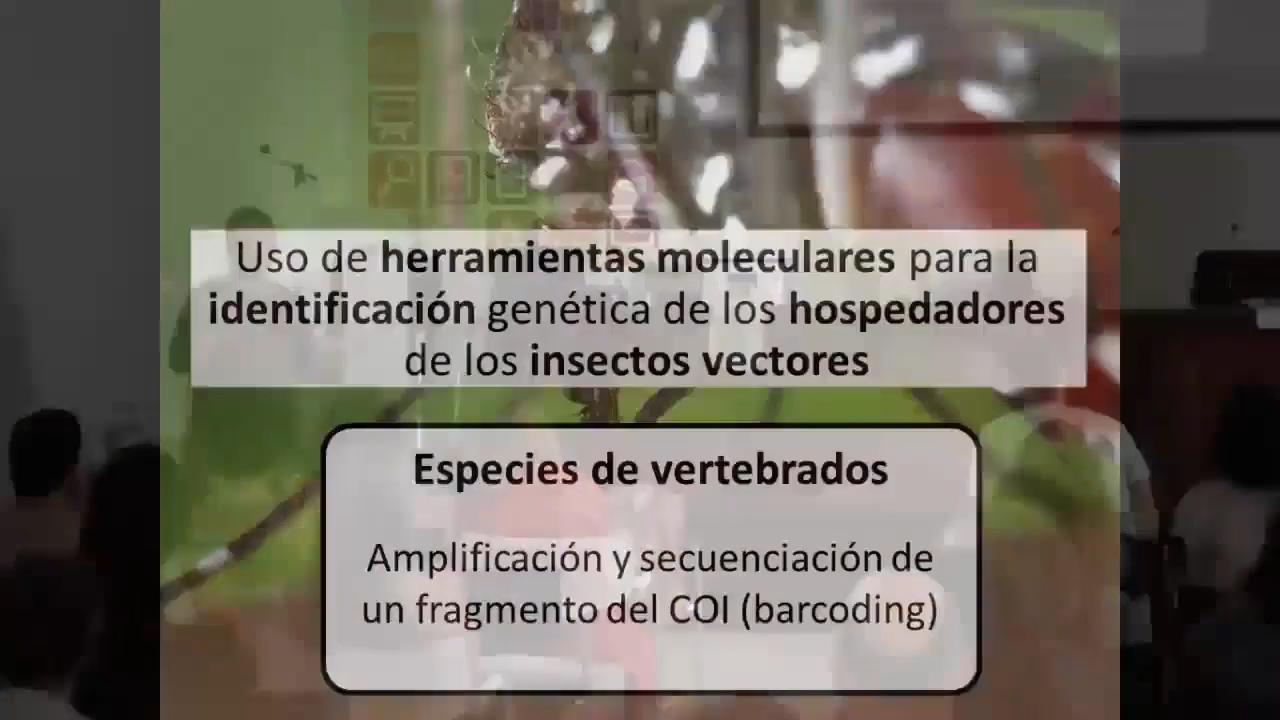 Uso de herramientas moleculares para la
identificación genética de los hospedadores
de los insectos vectores
Especies de vertebrados
Amplificación y secuenciación de
un fragmento del COI (barcoding)